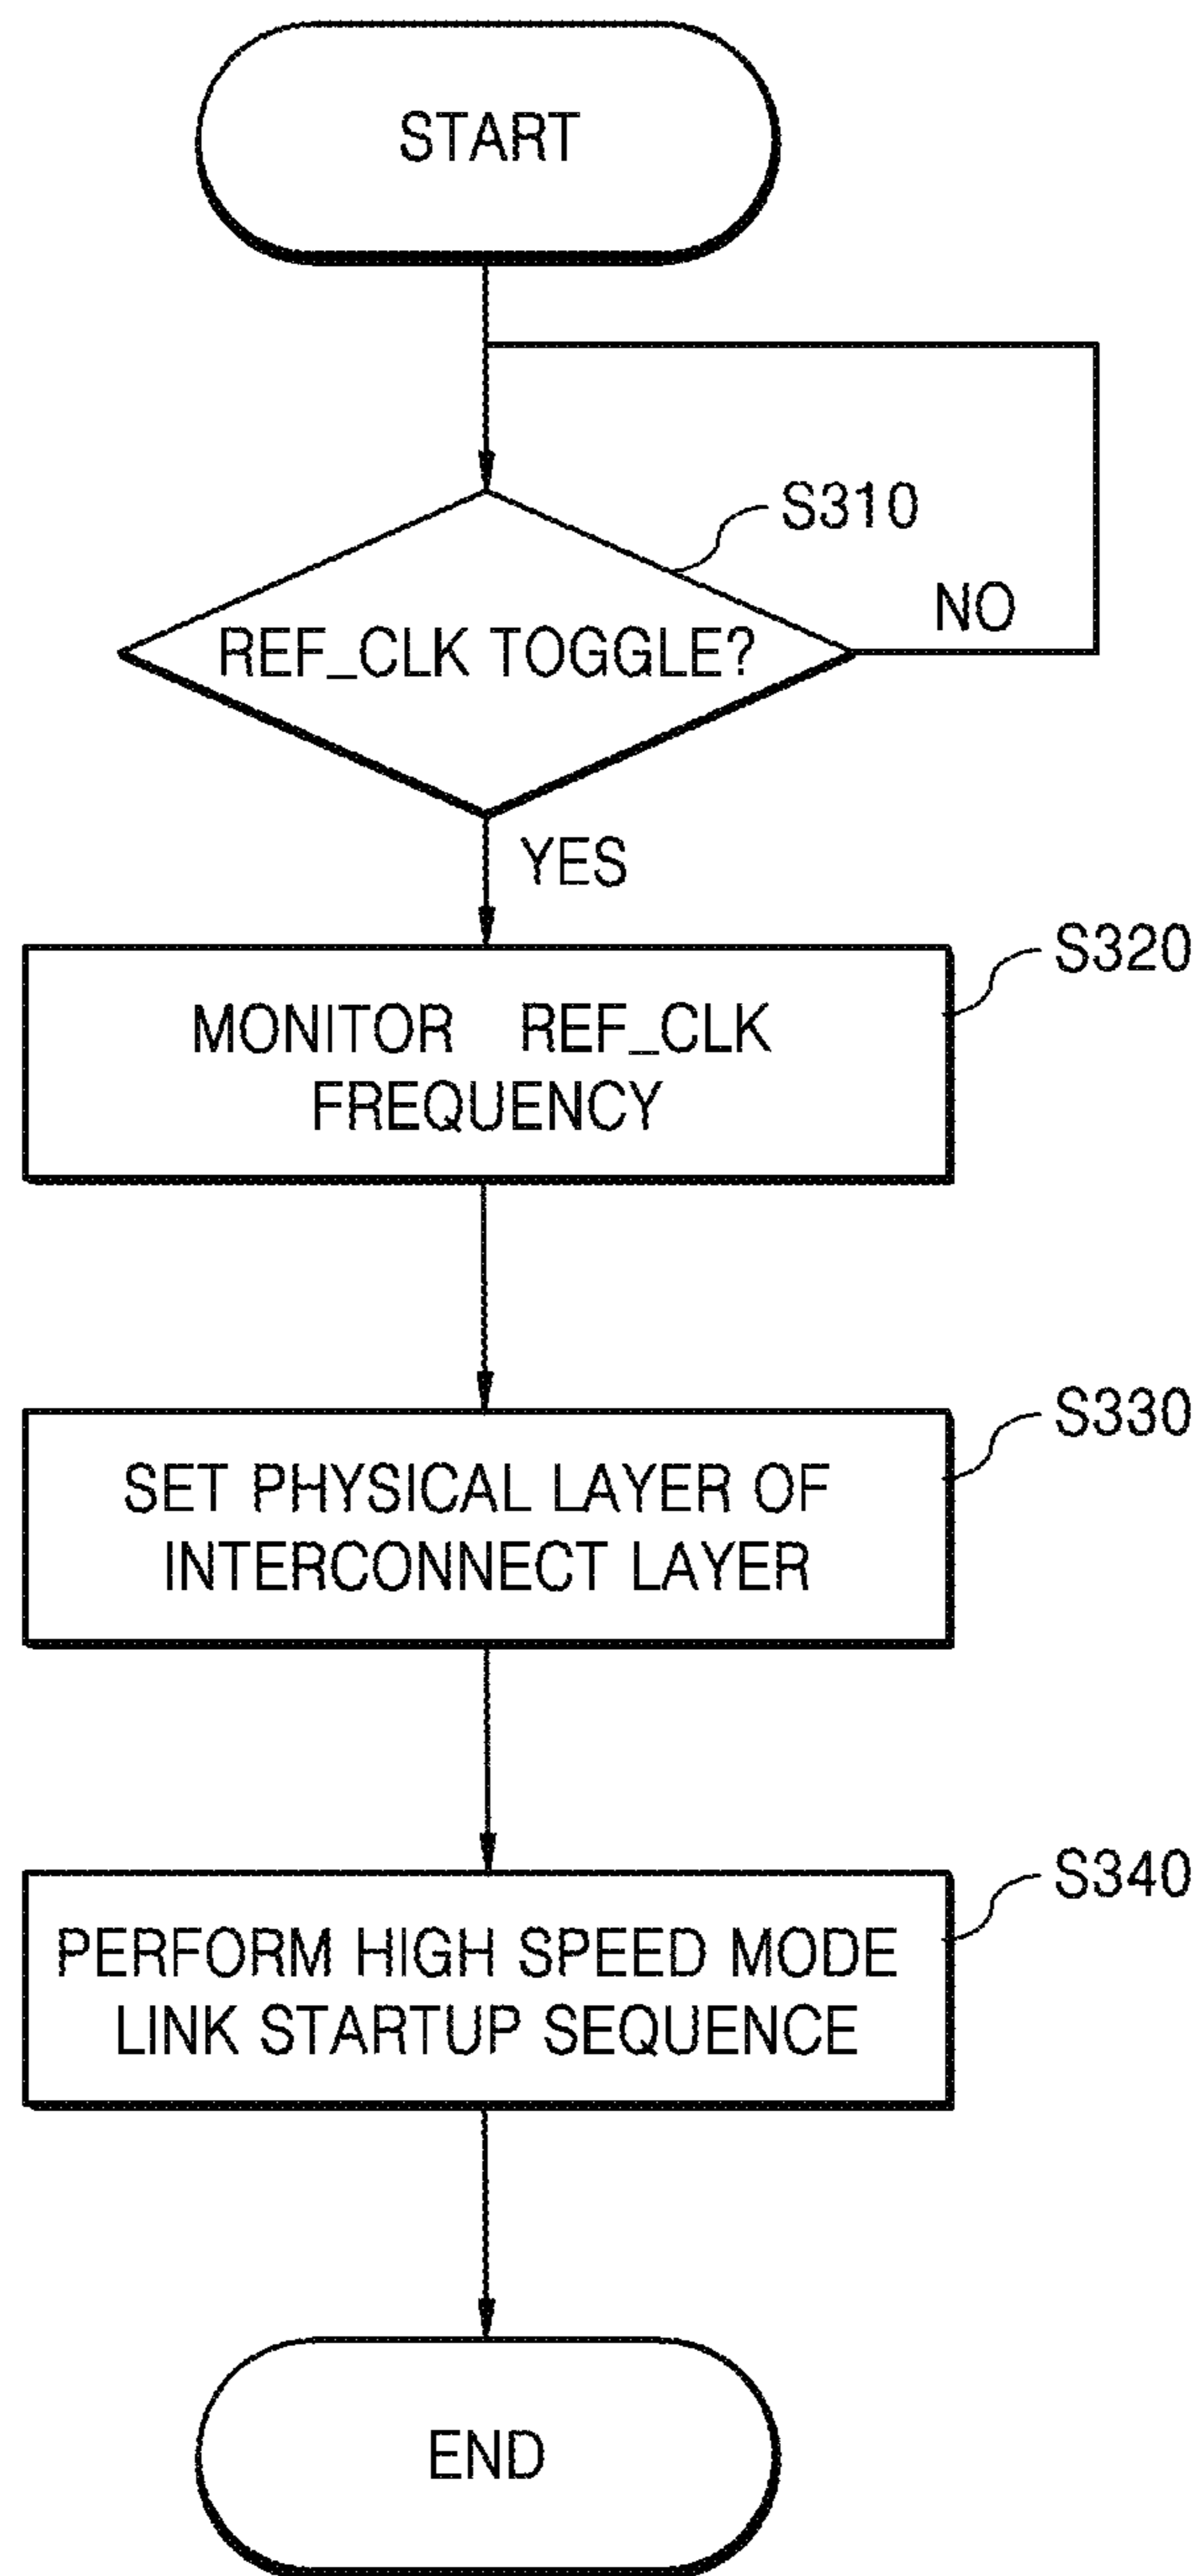 START
S310
NO
REF_CLK TOGGLE?
YES
S320
MONITOR REF_CLK
FREQUENCY
S330
SET PHYSICAL LAYER OF
INTERCONNECT LAYER
S340
PERFORM HIGH SPEED MODE
LINK STARTUP SEQUENCE
END